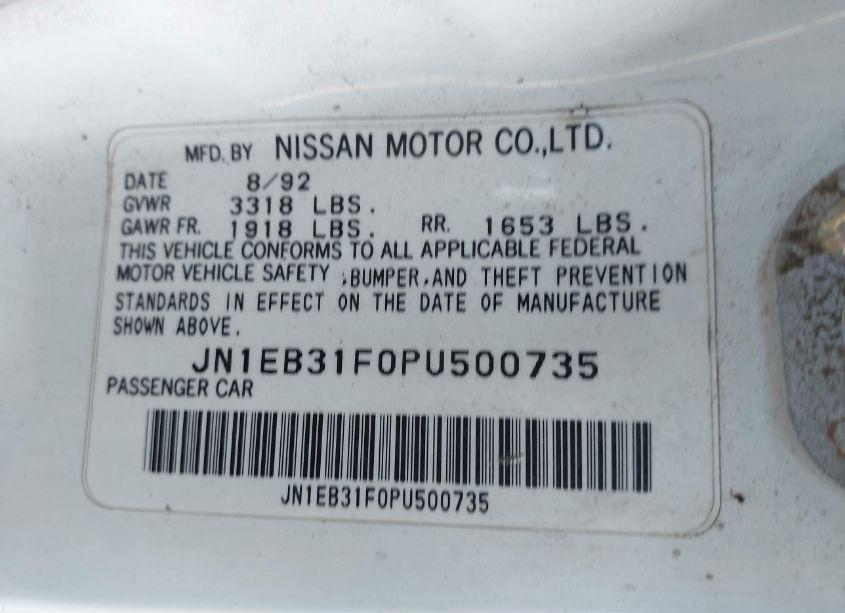 MFD. BY NISSAN MOTOR CO.,LTD.
DATE 8/92
GVWR 3318 LBS.
GAWR FR. 1918 LBS. RR. 1653 LBS.
THIS VEHICLE CONFORMS TO ALL APPLICABLE FEDERAL
MOTOR VEHICLE SAFETY ,BUMPER,AND THEFT PREVENTION
STANDARDS IN EFFECT ON THE DATE OF MANUFACTURE
SHOWN ABOVE.
JN1EB31F0PU500735
PASSENGER CAR
JN1EB31F0PU500735